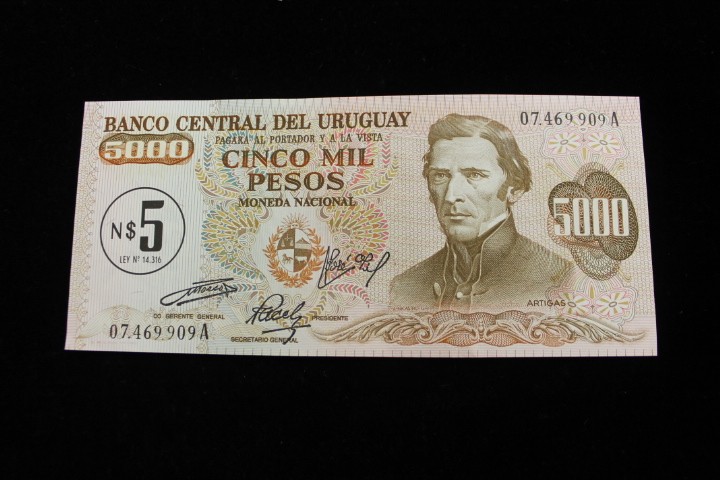 BANCO CENTRAL DEL URUGUAY
07.469.909 A
5000
PAGARA AL PORTADOR Y A LA VISTA
CINCO MIL
PESOS
MONEDA NACIONAL
5000
N$ 5
LEY Nº 14.316
ARTIGAS
GERENTE GENERAL
PRESIDENTE
07.469.909 A
SECRETARIO GENERAL